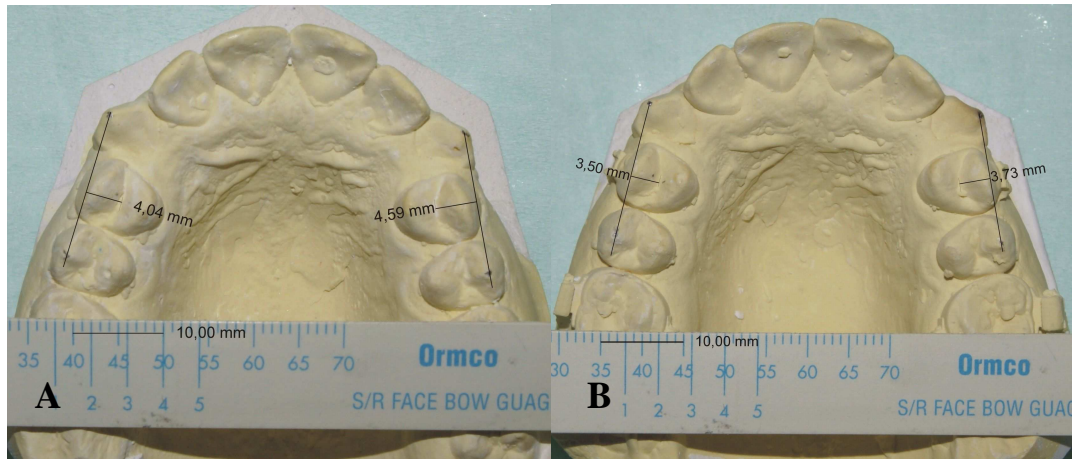 4,04 mm
4,59 mm
10,00 mm
35 40 45 50 55 60 65 70
Ormco
A
2 3 4 5
S/R FACE BOW GUAG
3,50 mm
3,73 mm
10,00 mm
30 35 40 45 50 55 60 65 70
Ormco
B
1 2 3 4 5
S/R FACE BOW GUAG